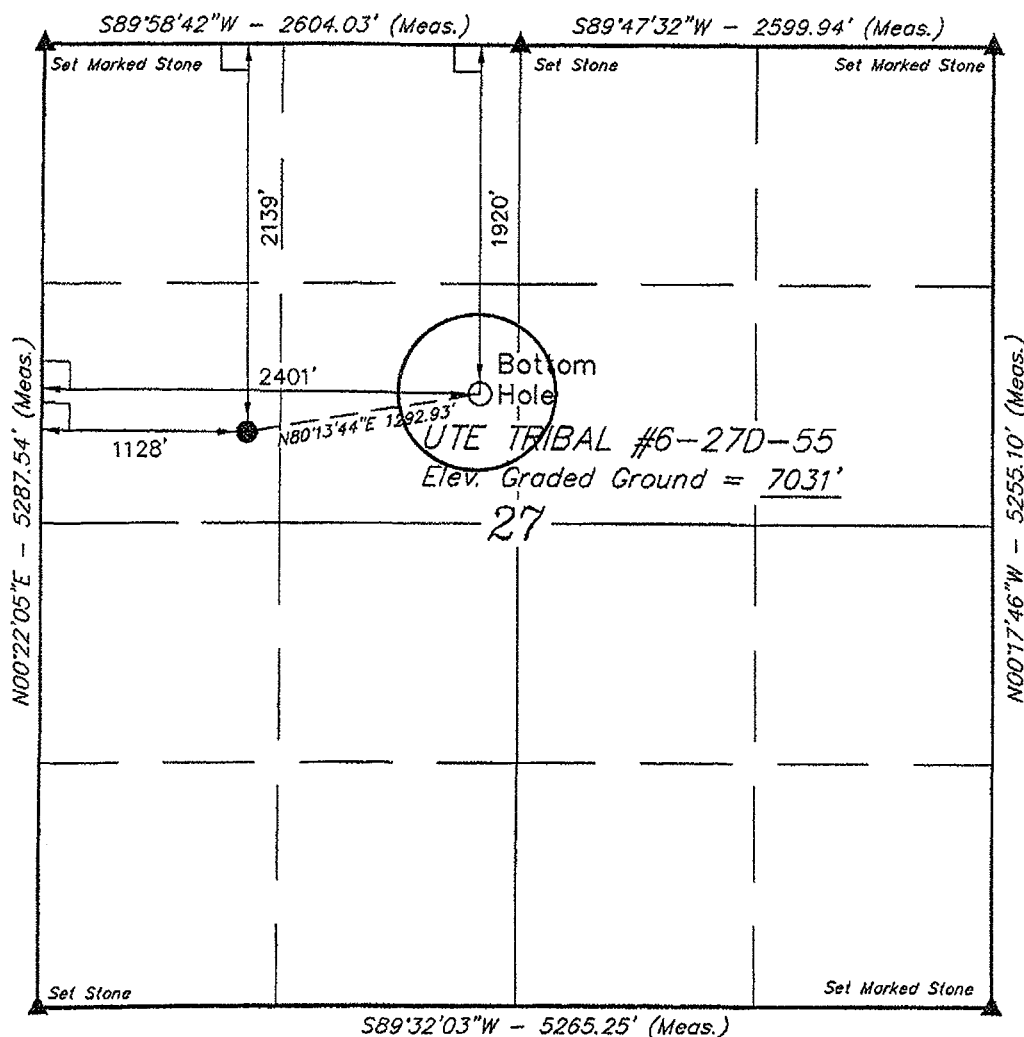 S89°58'42"W - 2604.03' (Meas.)
S89°47'32"W - 2599.94' (Meas.)
Set Marked Stone
Set Stone
Set Marked Stone
2139'
1920'
N00°22'05"E - 5287.54' (Meas.)
N00°17'46"W - 5255.10' (Meas.)
2401'
Bottom
Hole
N80°13'44"E 1292.93'
1128'
UTE TRIBAL #6-27D-55
Elev. Graded Ground = 7031'
27
Set Stone
Set Marked Stone
S89°32'03"W - 5265.25' (Meas.)